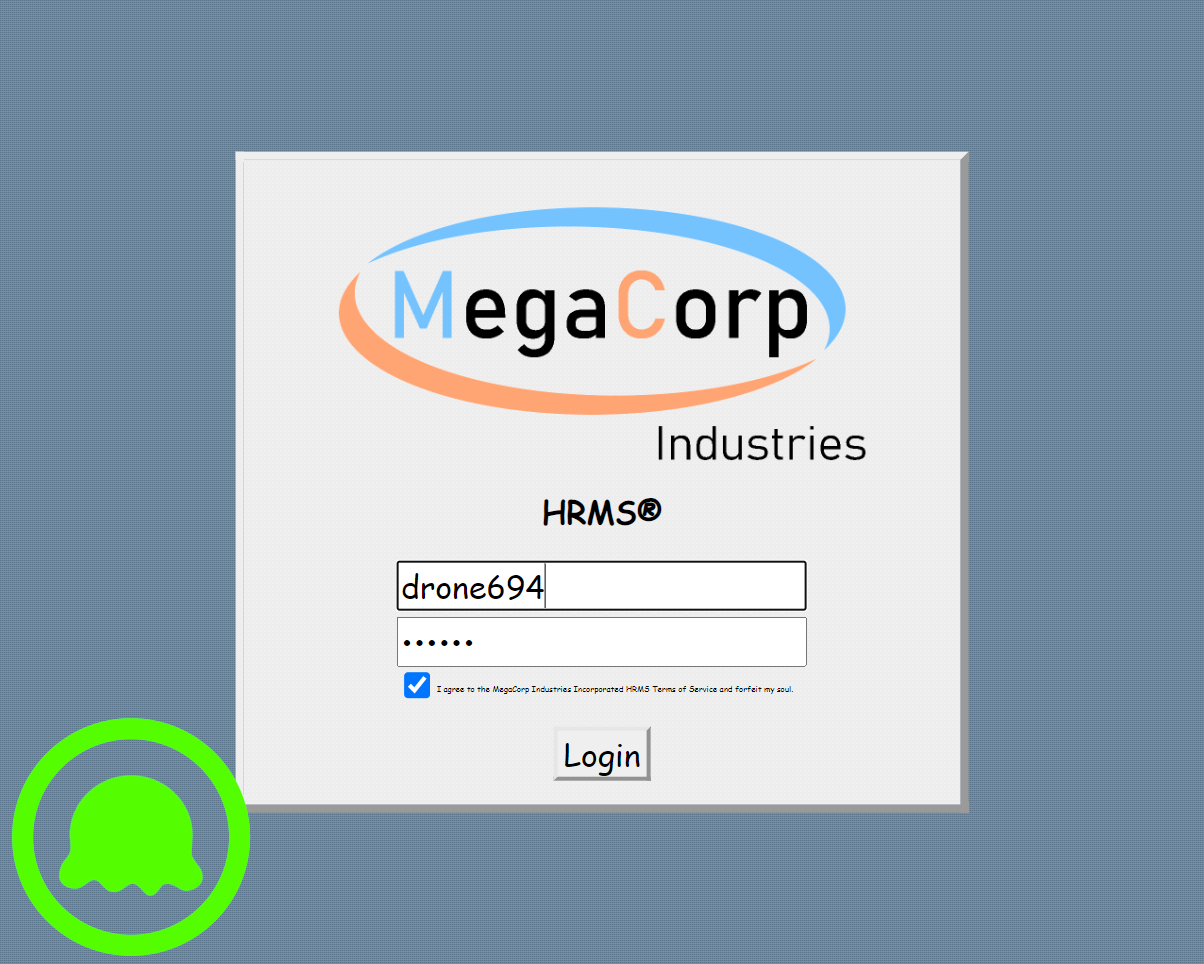 MegaCorp
Industries
HRMS®
drone694
••••••
I agree to the MegaCorp Industries Incorporated HRMS Terms of Service and forfeit my soul.
Login